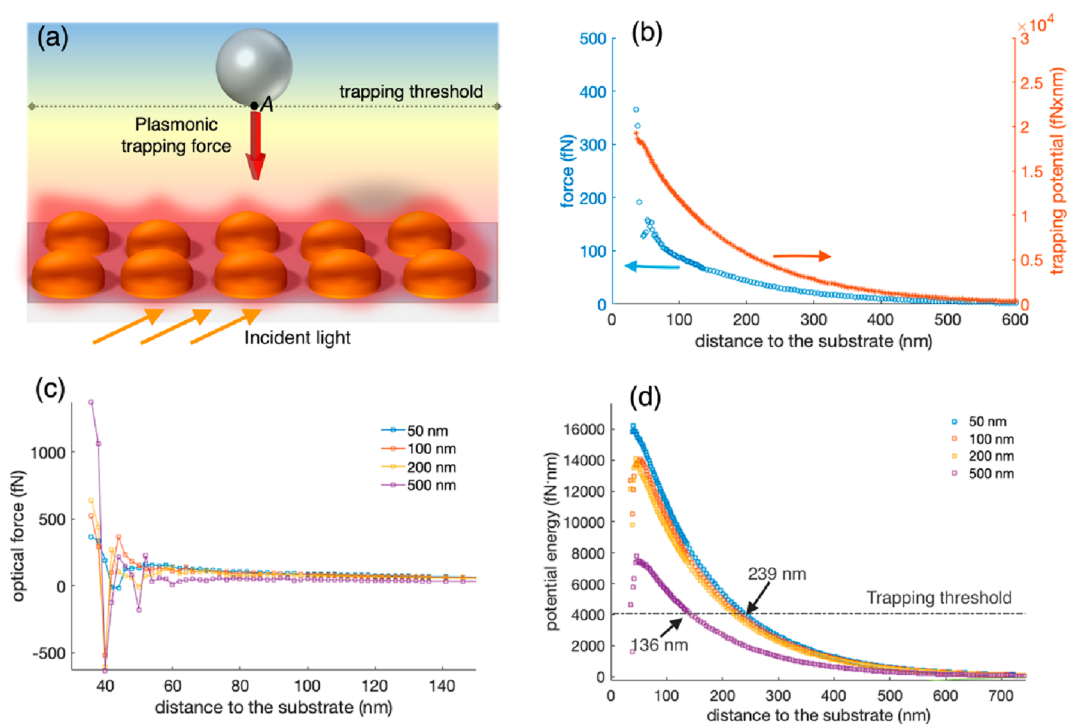 (a)
A
trapping threshold
Plasmonic
trapping force
Incident light
(b)
×10⁴
500
400
300
200
100
0
force (fN)
3
2.5
2
1.5
1
0.5
0
trapping potential (fN×nm)
0 100 200 300 400 500 600
distance to the substrate (nm)
(c)
1000
500
0
-500
optical force (fN)
50 nm
100 nm
200 nm
500 nm
40 60 80 100 120 140
distance to the substrate (nm)
(d)
16000
14000
12000
10000
8000
6000
4000
2000
0
potential energy (fN·nm)
50 nm
100 nm
200 nm
500 nm
239 nm
Trapping threshold
136 nm
0 100 200 300 400 500 600 700
distance to the substrate (nm)